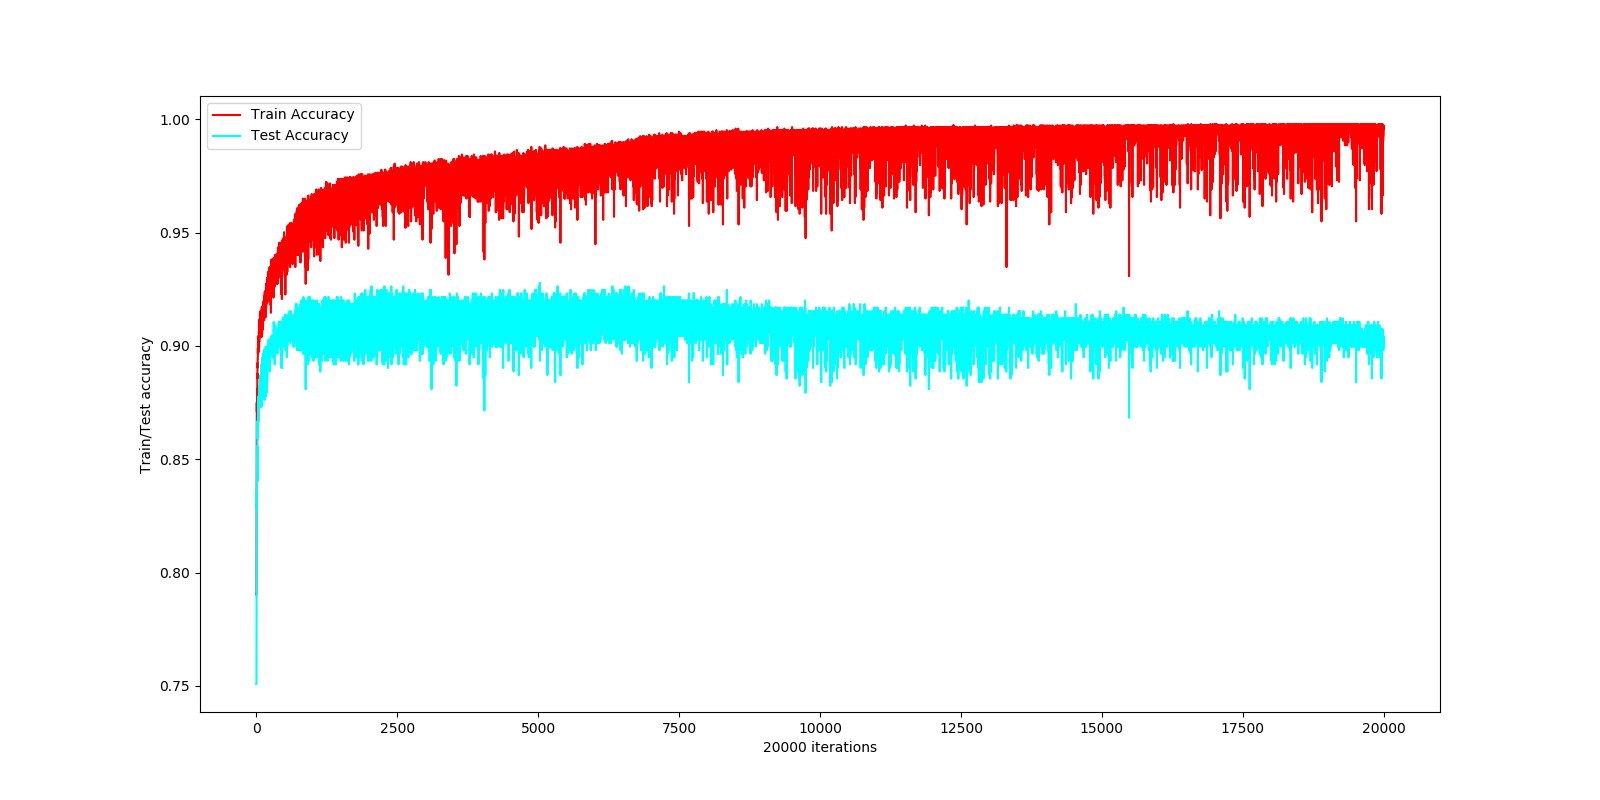 Train Accuracy
Test Accuracy
1.00
0.95
0.90
0.85
0.80
0.75
Train/Test accuracy
0 2500 5000 7500 10000 12500 15000 17500 20000
20000 iterations